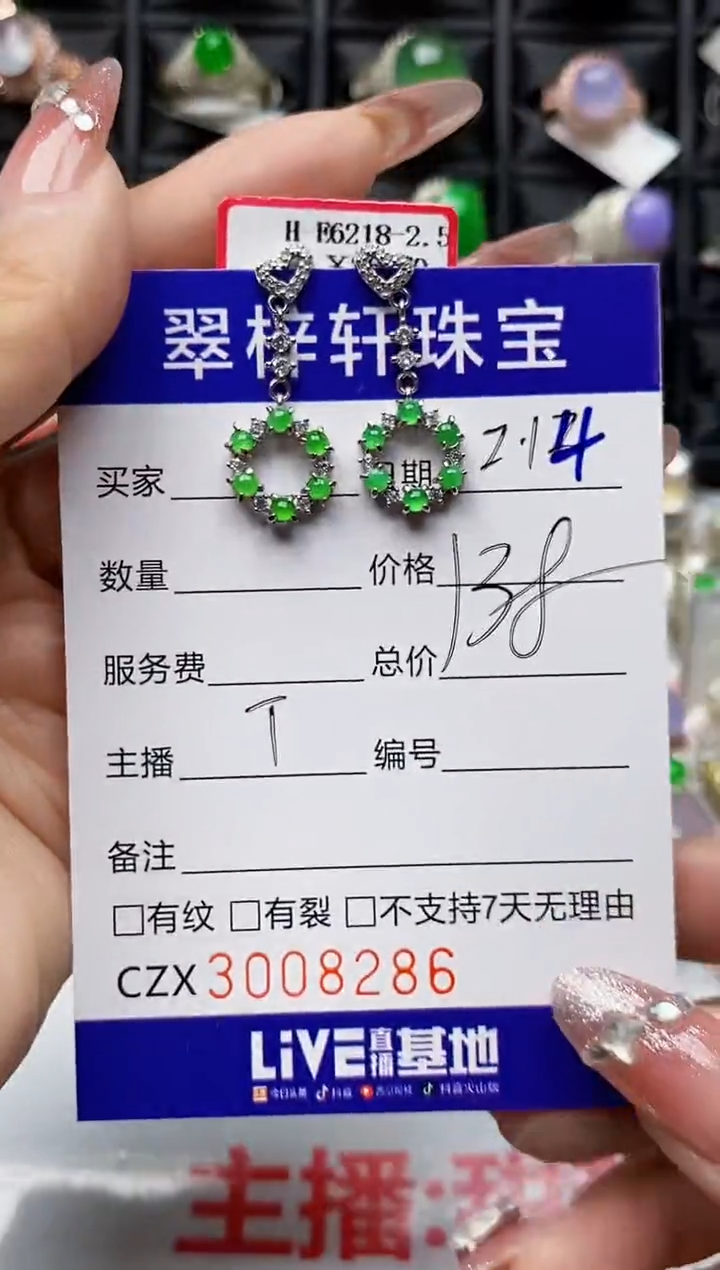 H E6218-2.5
翠梓轩珠宝
买家 日期 2.14
数量 价格 138
服务费 总价
主播 T 编号
备注
□有纹 □有裂 □不支持7天无理由
CZX3008286
LiVE直播基地
今日头条 抖音 西瓜视频 抖音火山版
主播: